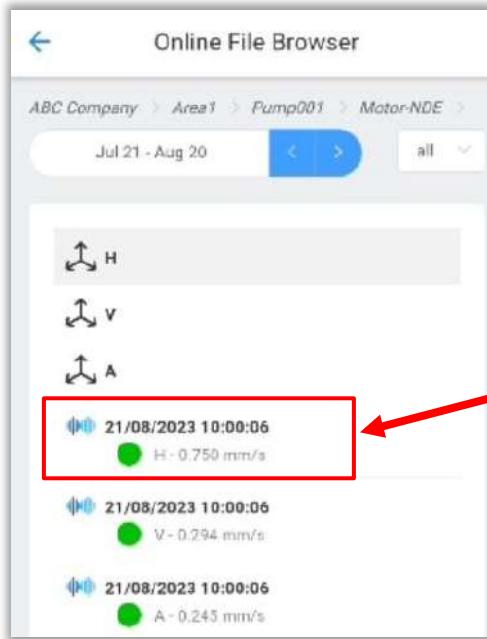 Online File Browser
ABC Company > Area1 > Pump001 > Motor-NDE >
Jul 21 - Aug 20 < > all
H
V
A
21/08/2023 10:00:06
H - 0.750 mm/s
21/08/2023 10:00:06
V - 0.294 mm/s
21/08/2023 10:00:06
A - 0.243 mm/s